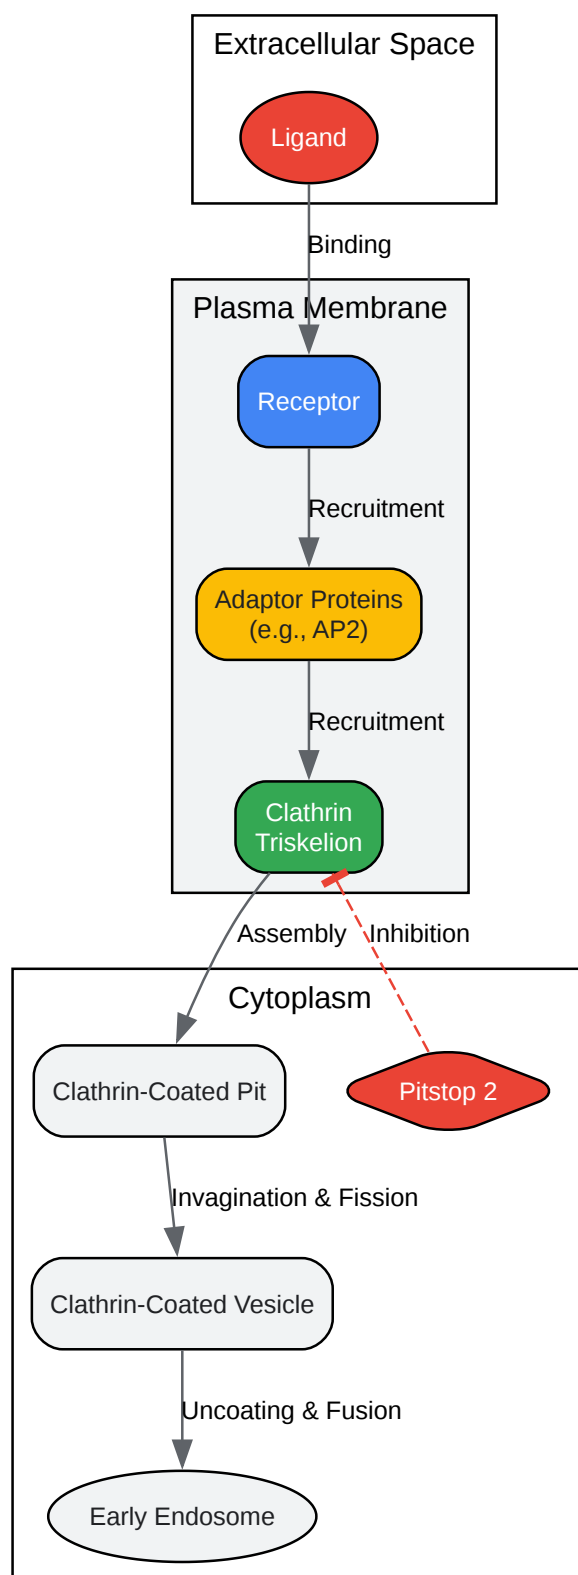 Extracellular Space
Ligand
Binding
Plasma Membrane
Receptor
Recruitment
Adaptor Proteins
(e.g., AP2)
Recruitment
Clathrin
Triskelion
Assembly
Inhibition
Cytoplasm
Clathrin-Coated Pit
Pitstop 2
Invagination & Fission
Clathrin-Coated Vesicle
Uncoating & Fusion
Early Endosome